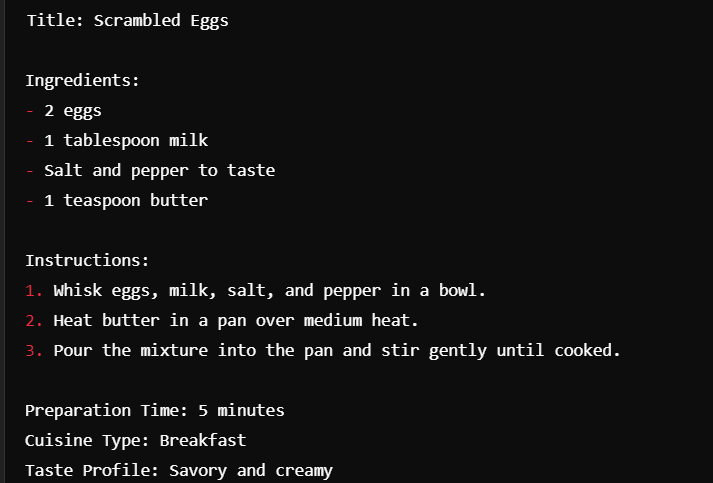 Title: Scrambled Eggs
Ingredients:
- 2 eggs
- 1 tablespoon milk
- Salt and pepper to taste
- 1 teaspoon butter
Instructions:
1. Whisk eggs, milk, salt, and pepper in a bowl.
2. Heat butter in a pan over medium heat.
3. Pour the mixture into the pan and stir gently until cooked.
Preparation Time: 5 minutes
Cuisine Type: Breakfast
Taste Profile: Savory and creamy